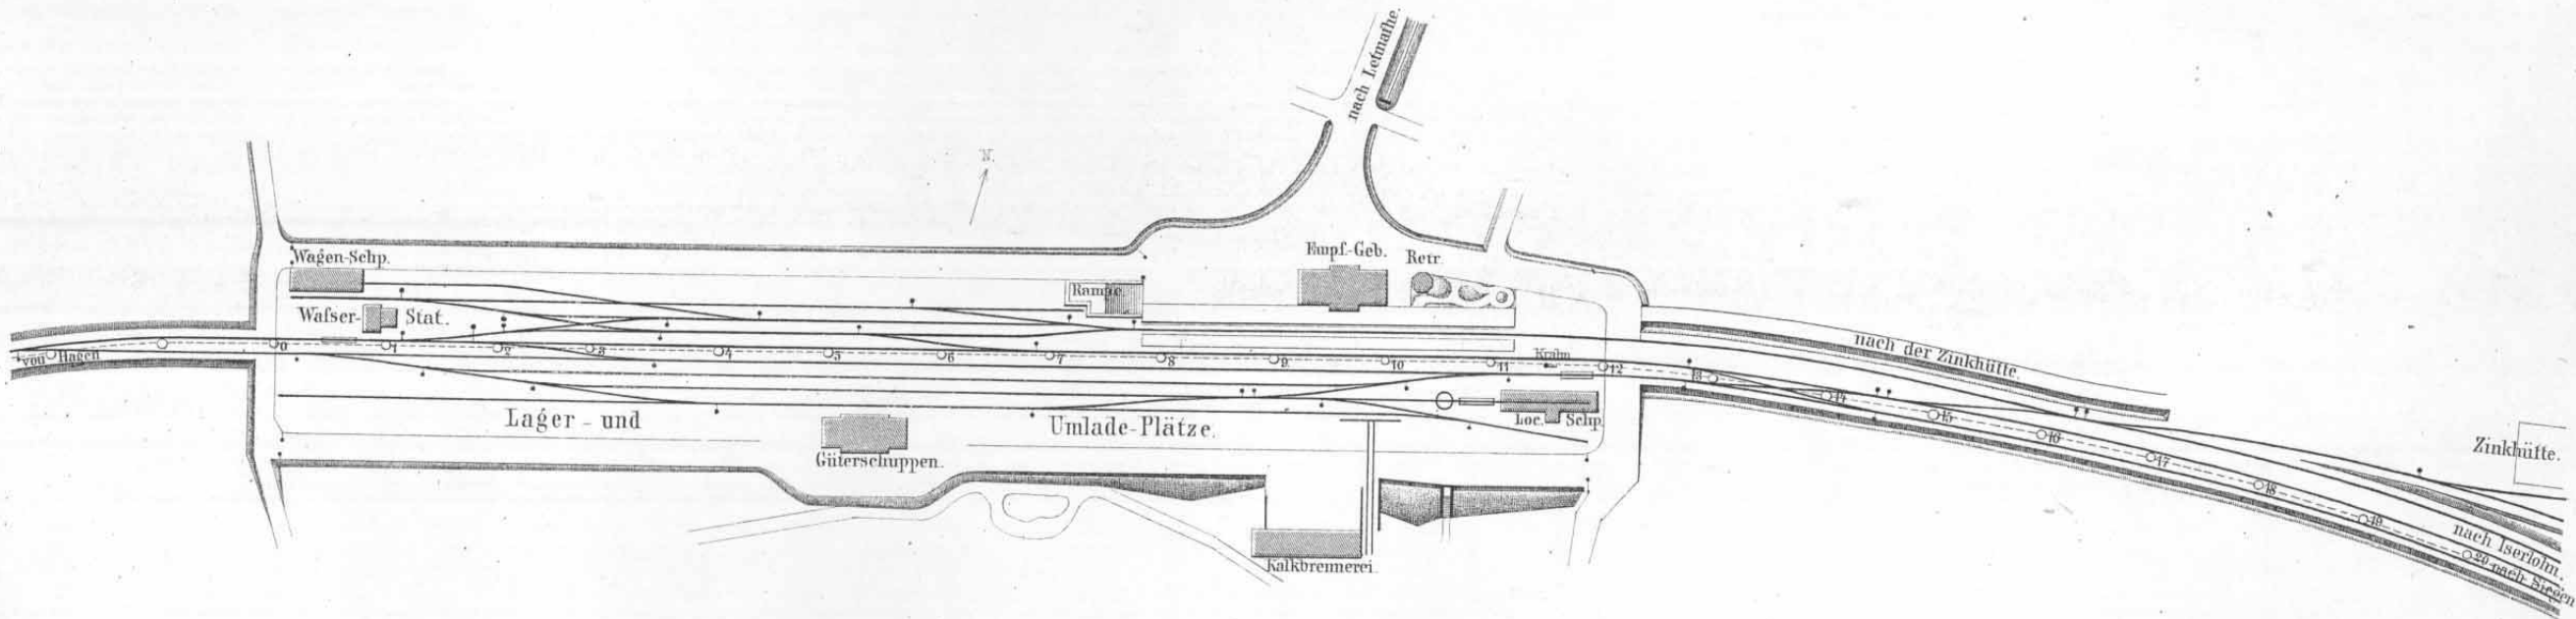 nach Letmathe.
N.
Wagen-Schp.
Empf.-Geb. Retr.
Rampe
Waſser- Stat.
von Hagen
0 1 2 3 4 5 6 7 8 9. 10 11 12 13 14 15 16 17 18 19 20
Krahn
nach der Zinkhütte.
Lager - und Umlade-Plätze.
Loc. Schp.
Güterschuppen.
Zinkhütte.
Kalkbrennerei.
nach Iserlohn.
nach Siegen